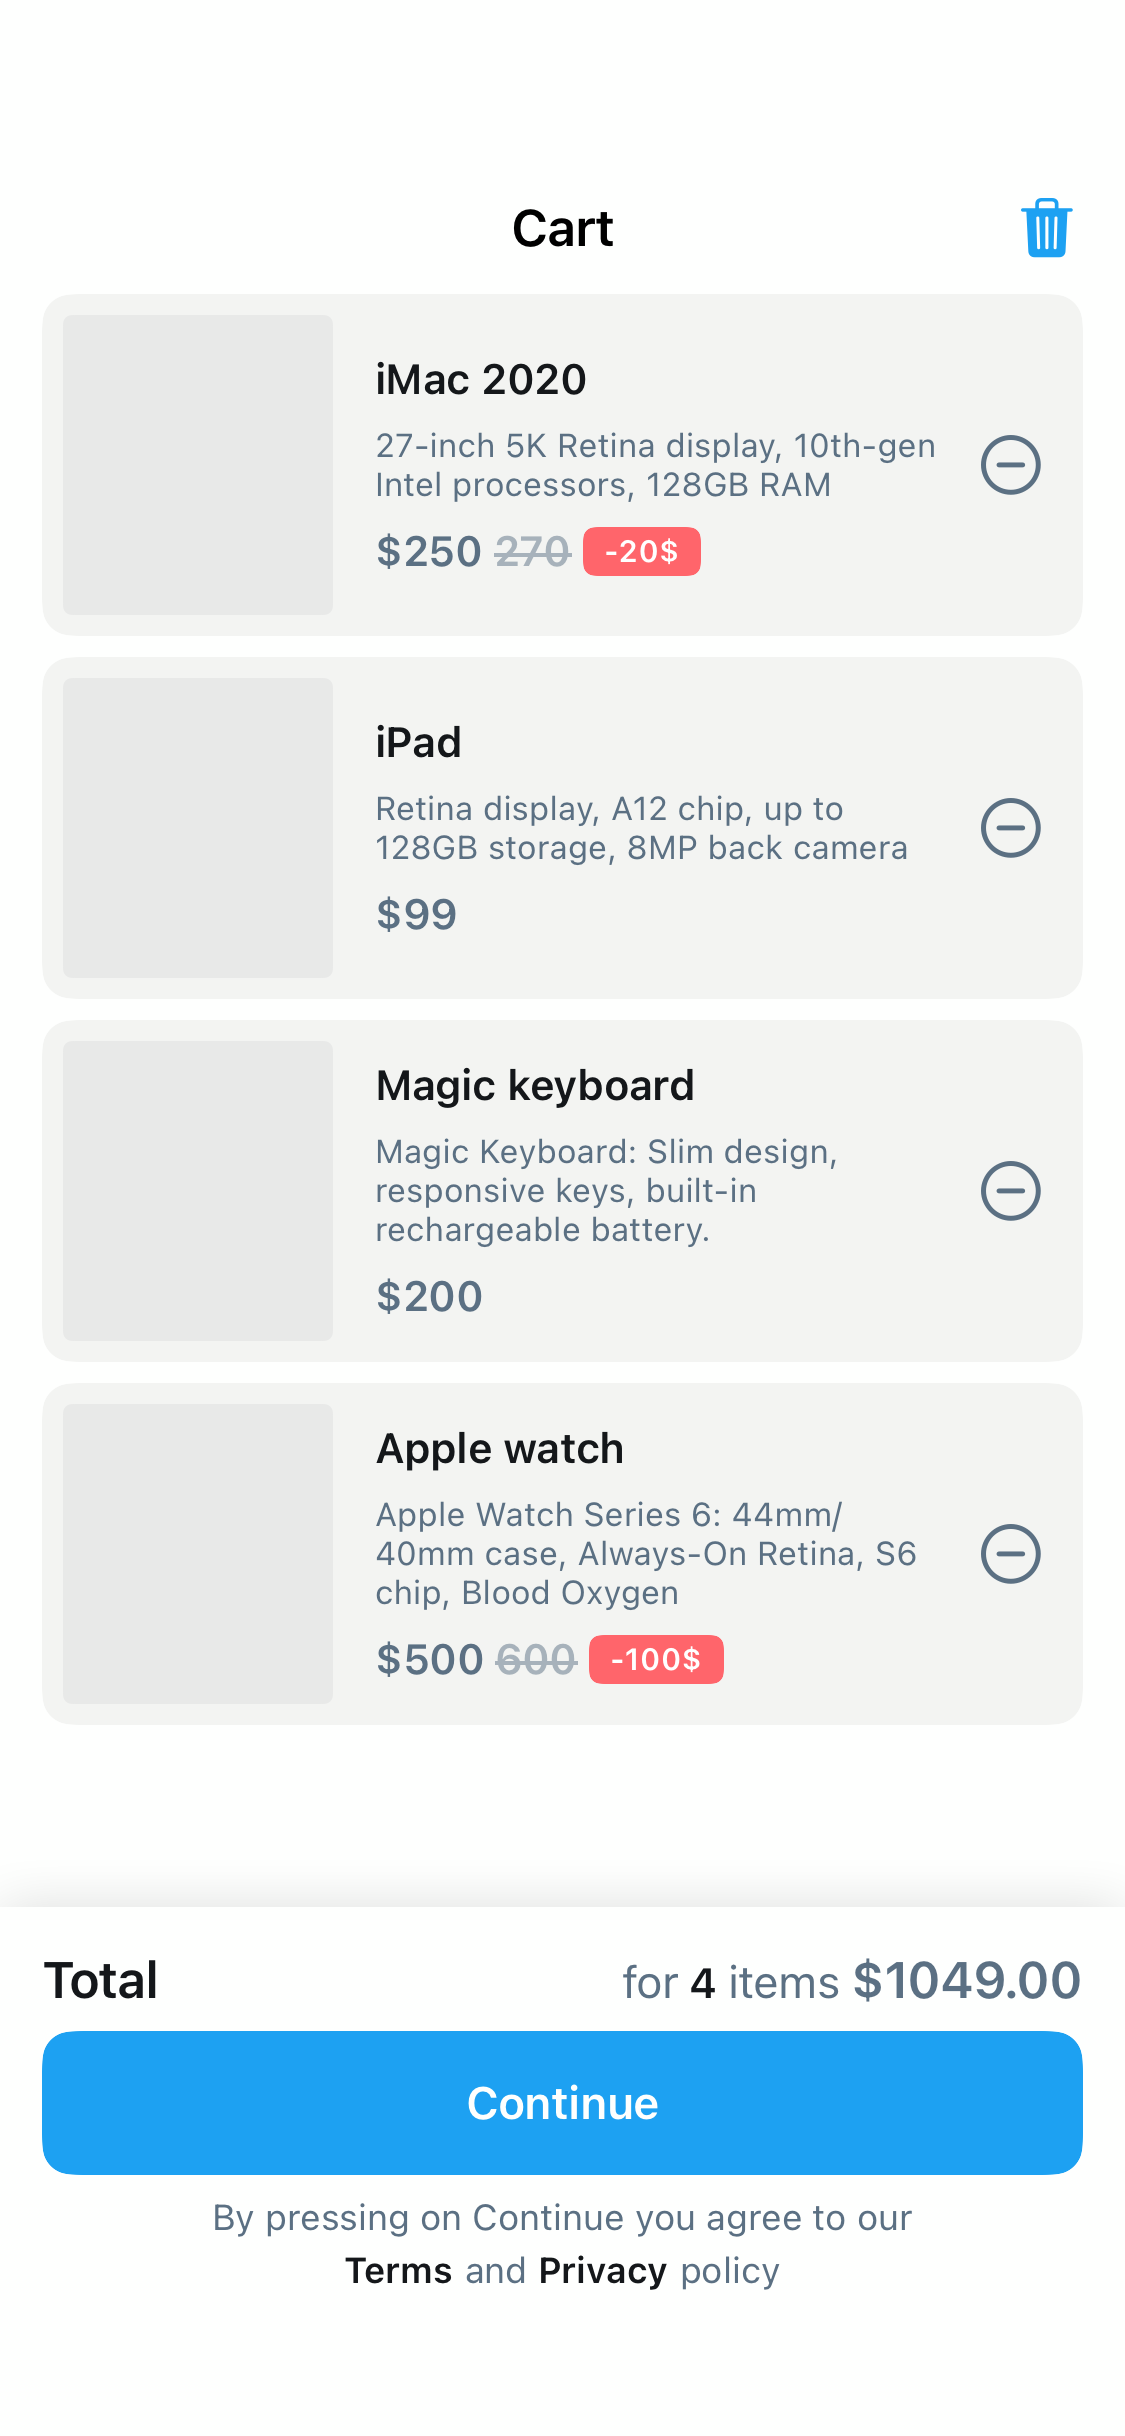 Cart
iMac 2020
27-inch 5K Retina display, 10th-gen
Intel processors, 128GB RAM
$250 270 -20$
iPad
Retina display, A12 chip, up to
128GB storage, 8MP back camera
$99
Magic keyboard
Magic Keyboard: Slim design,
responsive keys, built-in
rechargeable battery.
$200
Apple watch
Apple Watch Series 6: 44mm/
40mm case, Always-On Retina, S6
chip, Blood Oxygen
$500 600 -100$
Total for 4 items $1049.00
Continue
By pressing on Continue you agree to our
Terms and Privacy policy